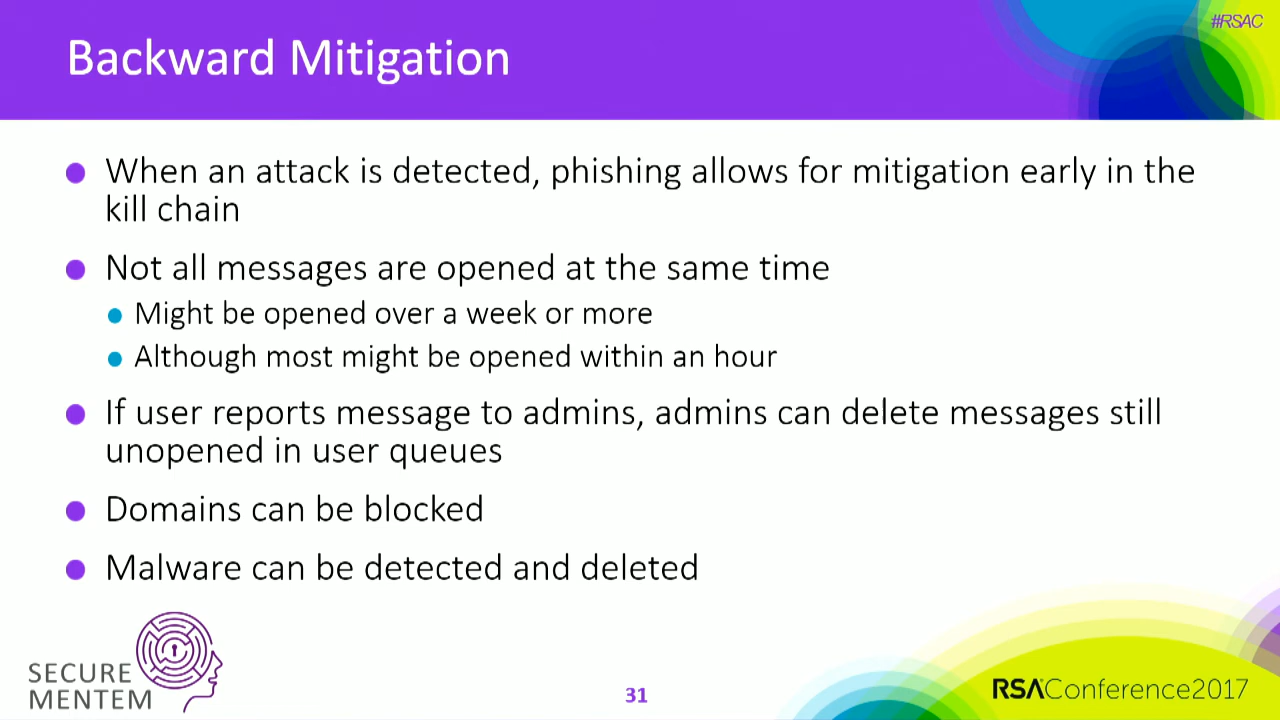 #RSAC
Backward Mitigation
When an attack is detected, phishing allows for mitigation early in the
kill chain
Not all messages are opened at the same time
Might be opened over a week or more
Although most might be opened within an hour
If user reports message to admins, admins can delete messages still
unopened in user queues
Domains can be blocked
Malware can be detected and deleted
SECURE
MENTEM
31
RSAConference2017